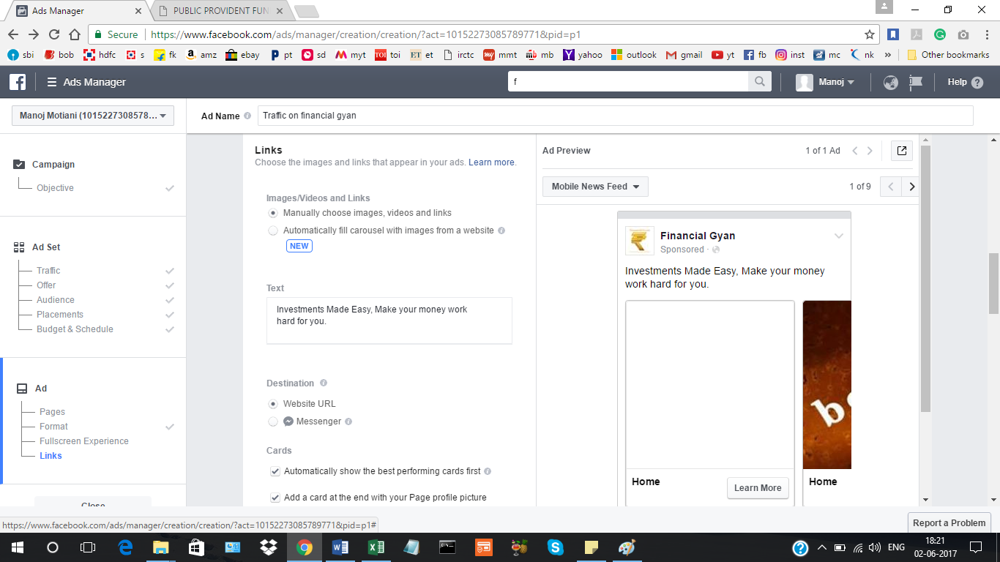 Ads Manager
PUBLIC PROVIDENT FUN
Secure
https://www.facebook.com/ads/manager/creation/creation/?act=10152273085789771&pid=p1
sbi bob hdfc s fk amz ebay pt sd myt toi et irctc mmt mb yahoo outlook gmail yt fb inst mc nk » Other bookmarks
Ads Manager
f
Manoj
Help ?
Manoj Motiani (1015227308578...
Ad Name
Traffic on financial gyan
Campaign
Objective
Ad Set
Traffic
Offer
Audience
Placements
Budget & Schedule
Ad
Pages
Format
Fullscreen Experience
Links
Close
Links
Choose the images and links that appear in your ads. Learn more.
Images/Videos and Links
Manually choose images, videos and links
Automatically fill carousel with images from a website
NEW
Text
Investments Made Easy, Make your money work
hard for you.
Destination
Website URL
Messenger
Cards
Automatically show the best performing cards first
Add a card at the end with your Page profile picture
Ad Preview
1 of 1 Ad
Mobile News Feed
1 of 9
Financial Gyan
Sponsored ·
Investments Made Easy, Make your money
work hard for you.
Home
Learn More
Home
https://www.facebook.com/ads/manager/creation/creation/?act=10152273085789771&pid=p1#
Report a Problem
ENG
18:21
02-06-2017